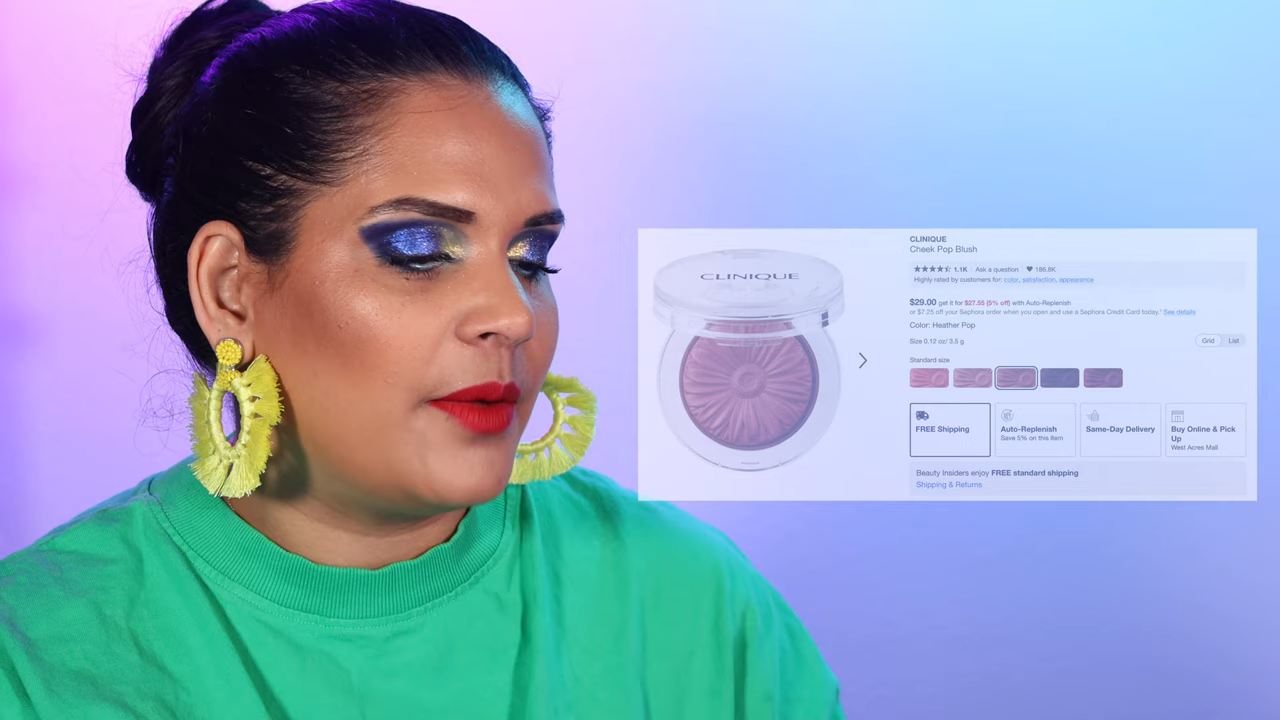 CLINIQUE
CLINIQUE
Cheek Pop Blush
1.1K Ask a question 186.8K
Highly rated by customers for: color, satisfaction, appearance
$29.00 get it for $27.55 (5% off) with Auto-Replenish
or $7.25 off your Sephora order when you open and use a Sephora Credit Card today.¹ See details
Color: Heather Pop
Size 0.12 oz/ 3.5 g
Grid List
Standard size
FREE Shipping
Auto-Replenish
Save 5% on this item
Same-Day Delivery
Buy Online & Pick
Up
West Acres Mall
Beauty Insiders enjoy FREE standard shipping
Shipping & Returns